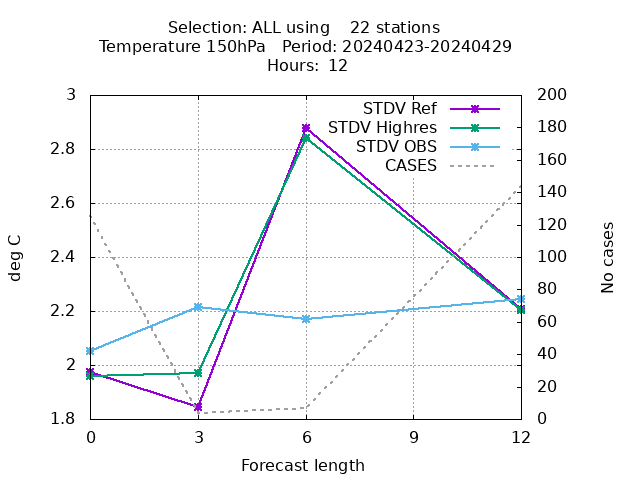 Selection: ALL using    22 stations
Temperature 150hPa   Period: 20240423-20240429
Hours:  12
3
2.8
2.6
2.4
2.2
2
1.8
200
180
160
140
120
100
80
60
40
20
0
STDV Ref
STDV Highres
STDV OBS
CASES
deg C
No cases
0 3 6 9 12
Forecast length